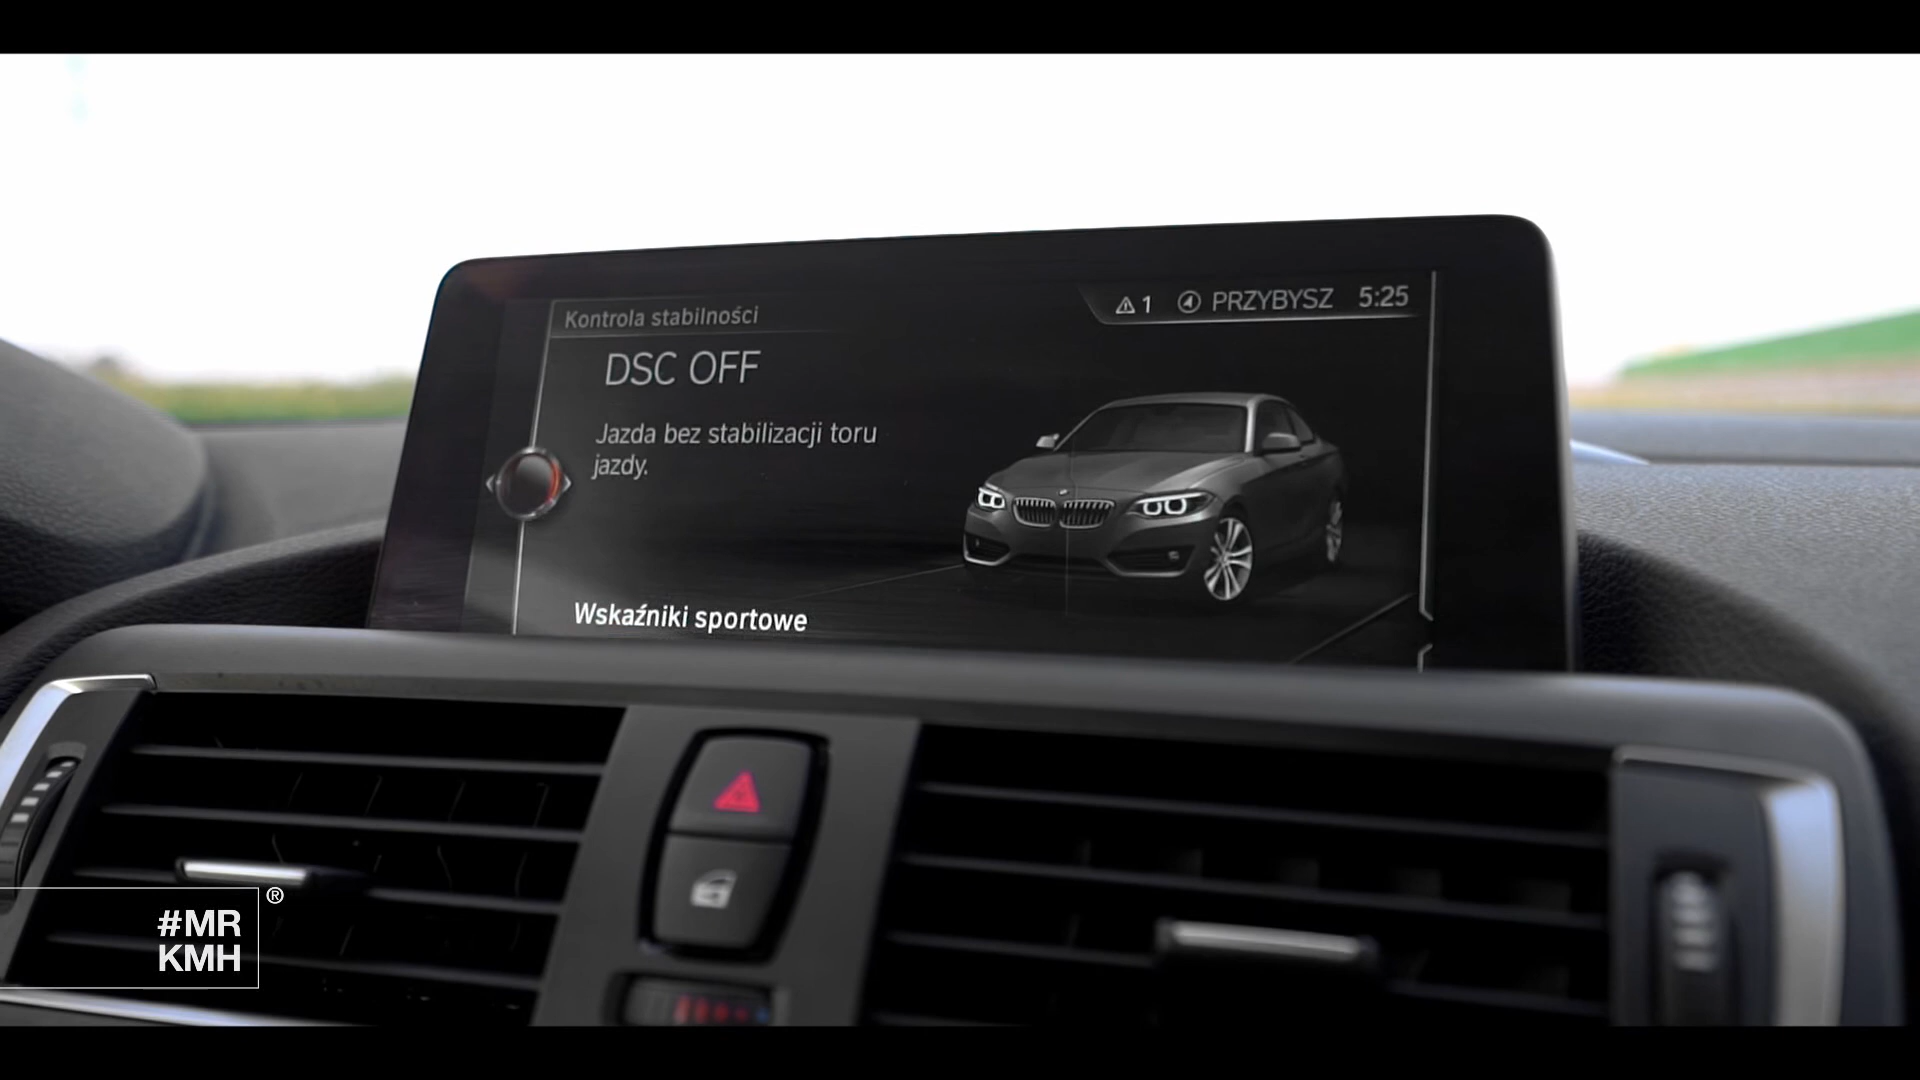 Kontrola stabilności
1 PRZYBYSZ 5:25
DSC OFF
Jazda bez stabilizacji toru
jazdy.
Wskaźniki sportowe
#MR
KMH
®